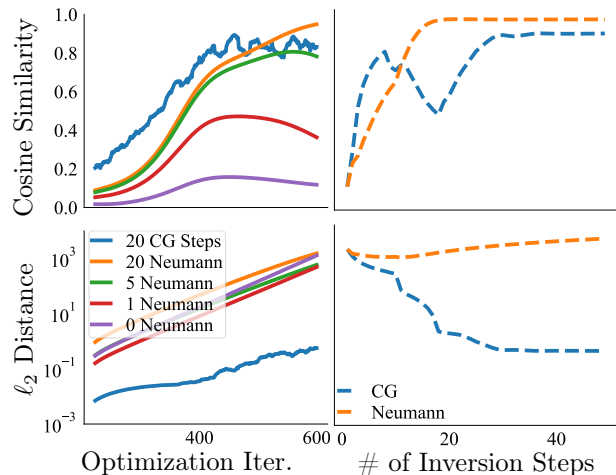 Cosine Similarity
1.0
0.8
0.6
0.4
0.2
0.0
ℓ2 Distance
10^3
10^1
10^-1
10^-3
20 CG Steps
20 Neumann
5 Neumann
1 Neumann
0 Neumann
CG
Neumann
400
600
0
20
40
Optimization Iter.
# of Inversion Steps